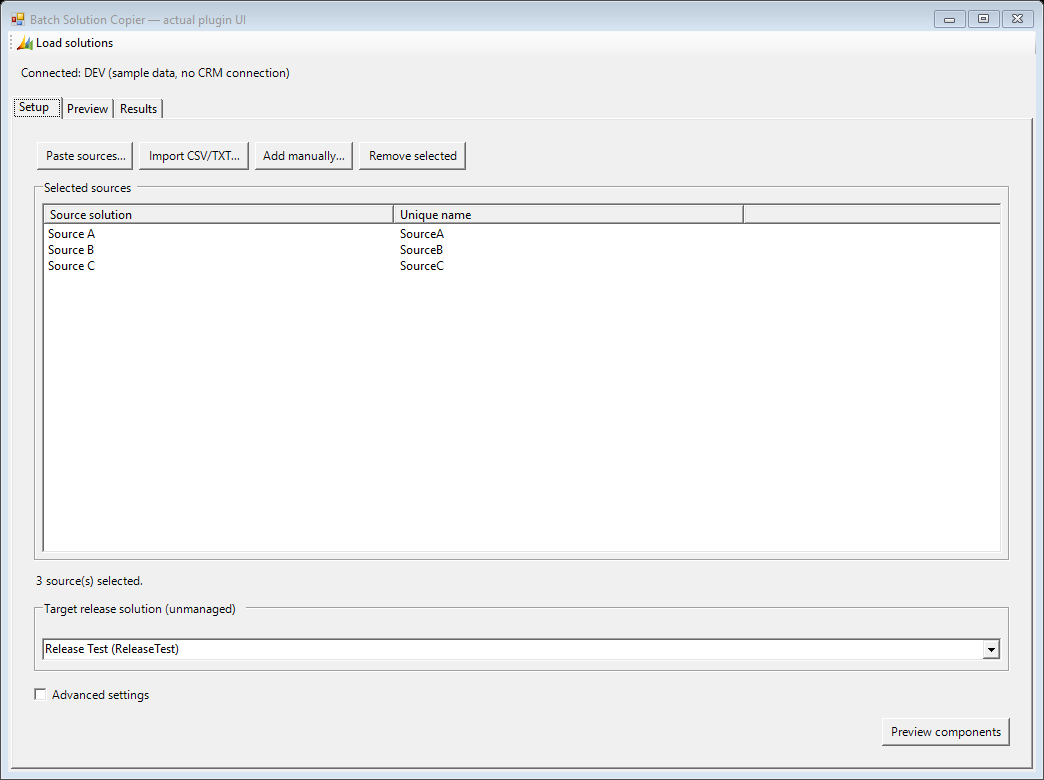 Batch Solution Copier — actual plugin UI
Load solutions
Connected: DEV (sample data, no CRM connection)
Setup Preview Results
Paste sources... Import CSV/TXT... Add manually... Remove selected
Selected sources
Source solution Unique name
Source A SourceA
Source B SourceB
Source C SourceC
3 source(s) selected.
Target release solution (unmanaged)
Release Test (ReleaseTest)
Advanced settings
Preview components